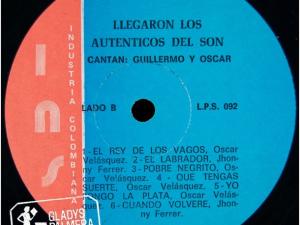 LLEGARON LOS
AUTENTICOS DEL SON
CANTAN: GUILLERMO Y OSCAR
LADO B
L.P.S. 092
INS
INDUSTRIA COLOMBIANA
1-EL REY DE LOS VAGOS, Oscar
Velásquez. 2-EL LABRADOR, Jhon-
ny Ferrer. 3-POBRE NEGRITO, Os-
car Velásquez. 4-QUE TENGAS
SUERTE, Oscar Velásquez. 5-YO
TENGO LA PLATA, Oscar Velás-
quez. 6-CUANDO VOLVERE, Jhon-
ny Ferrer.
GLADYS
PALMERA